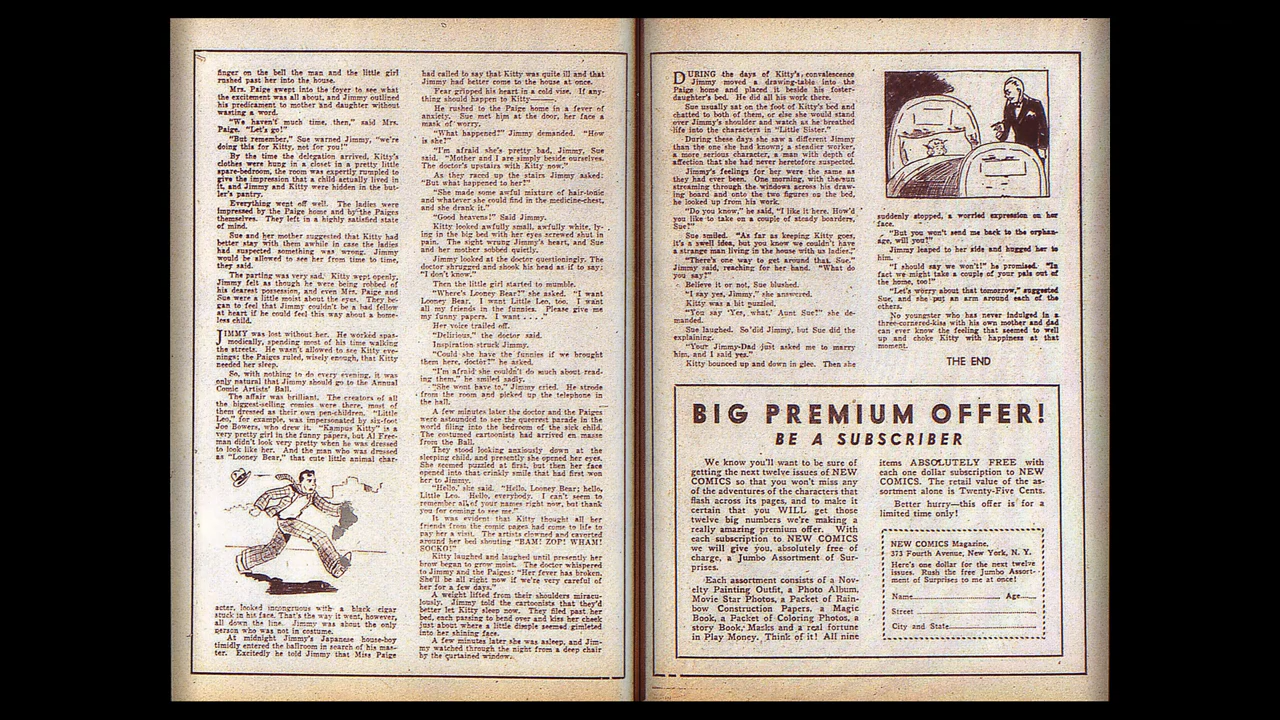 finger on the bell the man and the little girl
rushed past her into the house.
Mrs. Paige swept into the foyer to see what
the excitement was all about, and Jimmy outlined
his predicament to mother and daughter without
wasting a word.
"We haven't much time, then," said Mrs.
Paige. "Let's go!"
"But remember," Sue warned Jimmy, "we're
doing this for Kitty, not for you!"
By the time the delegation arrived, Kitty's
clothes were hung in a closet in a pretty little
spare-bedroom, the room was expertly rumpled to
give the impression that a child actually lived in
it, and Jimmy and Kitty were hidden in the but-
ler's pantry.
Everything went off well. The ladies were
impressed by the Paige home and by the Paiges
themselves. They left in a highly satisfied state
of mind.
Sue and her mother suggested that Kitty had
better stay with them awhile in case the ladies
had suspected something was wrong. Jimmy
would be allowed to see her from time to time,
they said.
The parting was very sad. Kitty wept openly,
Jimmy felt as though he were being robbed of
his dearest possession, and even Mrs. Paige and
Sue were a little moist about the eyes. They be-
gan to feel that Jimmy couldn't be a bad fellow
at heart if he could feel this way about a home-
less child.
JIMMY was lost without her. He worked spas-
modically, spending most of his time walking
the streets. He wasn't allowed to see Kitty eve-
nings; the Paiges ruled, wisely enough, that Kitty
needed her sleep.
So, with nothing to do every evening, it was
only natural that Jimmy should go to the Annual
Comic Artists' Ball.
The affair was brilliant. The creators of all
the biggest-selling comics were there, most of
them dressed as their own pen-children. "Little
Leo," for example, was impersonated by six-foot
Joe Bowers, who drew it. "Kampus Kitty" is a
very pretty girl in the funny papers, but Al Free-
man didn't look very pretty when he was dressed
to look like her. And the man who was dressed
as "Looney Bear," that cute little animal char-
acter, looked incongruous with a black cigar
stuck in his face. That's the way it went, however,
all down the line. Jimmy was about the only
person who was not in costume.
At midnight Jimmy's Japanese house-boy
timidly entered the ballroom in search of his mas-
ter. Excitedly he told Jimmy that Miss Paige
had called to say that Kitty was quite ill and that
Jimmy had better come to the house at once.
Fear gripped his heart in a cold vise. If any-
thing should happen to Kitty——
He rushed to the Paige home in a fever of
anxiety. Sue met him at the door, her face a
mask of worry.
"What happened?" Jimmy demanded. "How
is she?"
"I'm afraid she's pretty bad, Jimmy, Sue
said. "Mother and I are simply beside ourselves.
The doctor's upstairs with Kitty now."
As they raced up the stairs Jimmy asked:
"But what happened to her?"
"She made some awful mixture of hair-tonic
and whatever she could find in the medicine-chest,
and she drank it."
"Good heavens!" Said Jimmy.
Kitty looked awfully small, awfully white, ly-
ing in the big bed with her eyes screwed shut in
pain. The sight wrung Jimmy's heart, and Sue
and her mother sobbed quietly.
Jimmy looked at the doctor questioningly. The
doctor shrugged and shook his head as if to say:
"I don't know."
Then the little girl started to mumble.
"Where's Looney Bear?" she asked. "I want
Looney Bear. I want Little Leo, too. I want
all my friends in the funnies. Please give me
my funny papers. I want . . . ."
Her voice trailed off.
"Delirious," the doctor said.
Inspiration struck Jimmy.
"Could she have the funnies if we brought
them here, doctor?" he asked.
"I'm afraid she couldn't do much about read-
ing them," he smiled sadly.
"She wont have to," Jimmy cried. He strode
from the room and picked up the telephone in
the hall.
A few minutes later the doctor and the Paiges
were astounded to see the queerest parade in the
world filing into the bedroom of the sick child.
The costumed cartoonists had arrived en masse
from the Ball.
They stood looking anxiously down at the
sleeping child, and presently she opened her eyes.
She seemed puzzled at first, but then her face
opened into that crinkly smile that had first won
her to Jimmy.
"Hello," she said. "Hello, Looney Bear; hello,
Little Leo. Hello, everybody. I can't seem to
remember all of your names right now, but thank
you for coming to see me."
It was evident that Kitty thought all her
friends from the comic pages had come to life to
pay her a visit. The artists clowned and cavorted
around her bed shouting "BAM! ZOP! WHAM!
SOCKO!"
Kitty laughed and laughed until presently her
brow began to grow moist. The doctor whispered
to Jimmy and the Paiges: "Her fever has broken.
She'll be all right now if we're very careful of
her for a few days."
A weight lifted from their shoulders miracu-
lously. Jimmy told the cartoonists that they'd
better let Kitty sleep now. They filed past her
bed, each passing to bend over and kiss her cheek
just about where a little dimple seemed gimleted
into her shining face.
A few minutes later she was asleep, and Jim-
my watched through the night from a deep chair
by the curtained window.
DURING the days of Kitty's convalescence
Jimmy moved a drawing-table into the
Paige home and placed it beside his foster-
daughter's bed. He did all his work there.
Sue usually sat on the foot of Kitty's bed and
chatted to both of them, or else she would stand
over Jimmy's shoulder and watch as he breathed
life into the characters in "Little Sister."
During these days she saw a different Jimmy
than the one she had known; a steadier worker,
a more serious character, a man with depth of
affection that she had never heretofore suspected.
Jimmy's feelings for her were the same as
they had ever been. One morning, with the sun
streaming through the windows across his draw-
ing board and onto the two figures on the bed,
he looked up from his work.
"Do you know," he said, "I like it here. How'd
you like to take on a couple of steady boarders,
Sue?"
Sue smiled. "As far as keeping Kitty goes,
it's a swell idea, but you know we couldn't have
a strange man living in the house with us ladies."
"There's one way to get around that, Sue,"
Jimmy said, reaching for her hand. "What do
you say?"
Believe it or not, Sue blushed.
"I say yes, Jimmy," she answered.
Kitty was a bit puzzled.
"You say 'Yes, what,' Aunt Sue?" she de-
manded.
Sue laughed. So did Jimmy, but Sue did the
explaining.
"Your Jimmy-Dad just asked me to marry
him, and I said yes."
Kitty bounced up and down in glee. Then she
suddenly stopped, a worried expression on her
face.
"But you won't send me back to the orphan-
age, will you?"
Jimmy leaped to her side and hugged her to
him.
"I should say we won't!" he promised. "In
fact we might take a couple of your pals out of
the home, too!"
"Let's worry about that tomorrow," suggested
Sue, and she put an arm around each of the
others.
No youngster who has never indulged in a
three-cornered-kiss with his own mother and dad
can ever know the feeling that seemed to well
up and choke Kitty with happiness at that
moment.
THE END
BIG PREMIUM OFFER!
BE A SUBSCRIBER
We know you'll want to be sure of
getting the next twelve issues of NEW
COMICS so that you won't miss any
of the adventures of the characters that
flash across its pages, and to make it
certain that you WILL get those
twelve big numbers we're making a
really amazing premium offer. With
each subscription to NEW COMICS
we will give you, absolutely free of
charge, a Jumbo Assortment of Sur-
prises.
Each assortment consists of a Nov-
elty Painting Outfit, a Photo Album,
Movie Star Photos, a Packet of Rain-
bow Construction Papers, a Magic
Book, a Packet of Coloring Photos, a
story Book, Masks and a real fortune
in Play Money. Think of it! All nine
items ABSOLUTELY FREE with
each one dollar subscription to NEW
COMICS. The retail value of the as-
sortment alone is Twenty-Five Cents.
Better hurry—this offer is for a
limited time only!
NEW COMICS Magazine,
373 Fourth Avenue, New York, N. Y.
Here's one dollar for the next twelve
issues. Rush the free Jumbo Assort-
ment of Surprises to me at once!
Name Age
Street
City and State